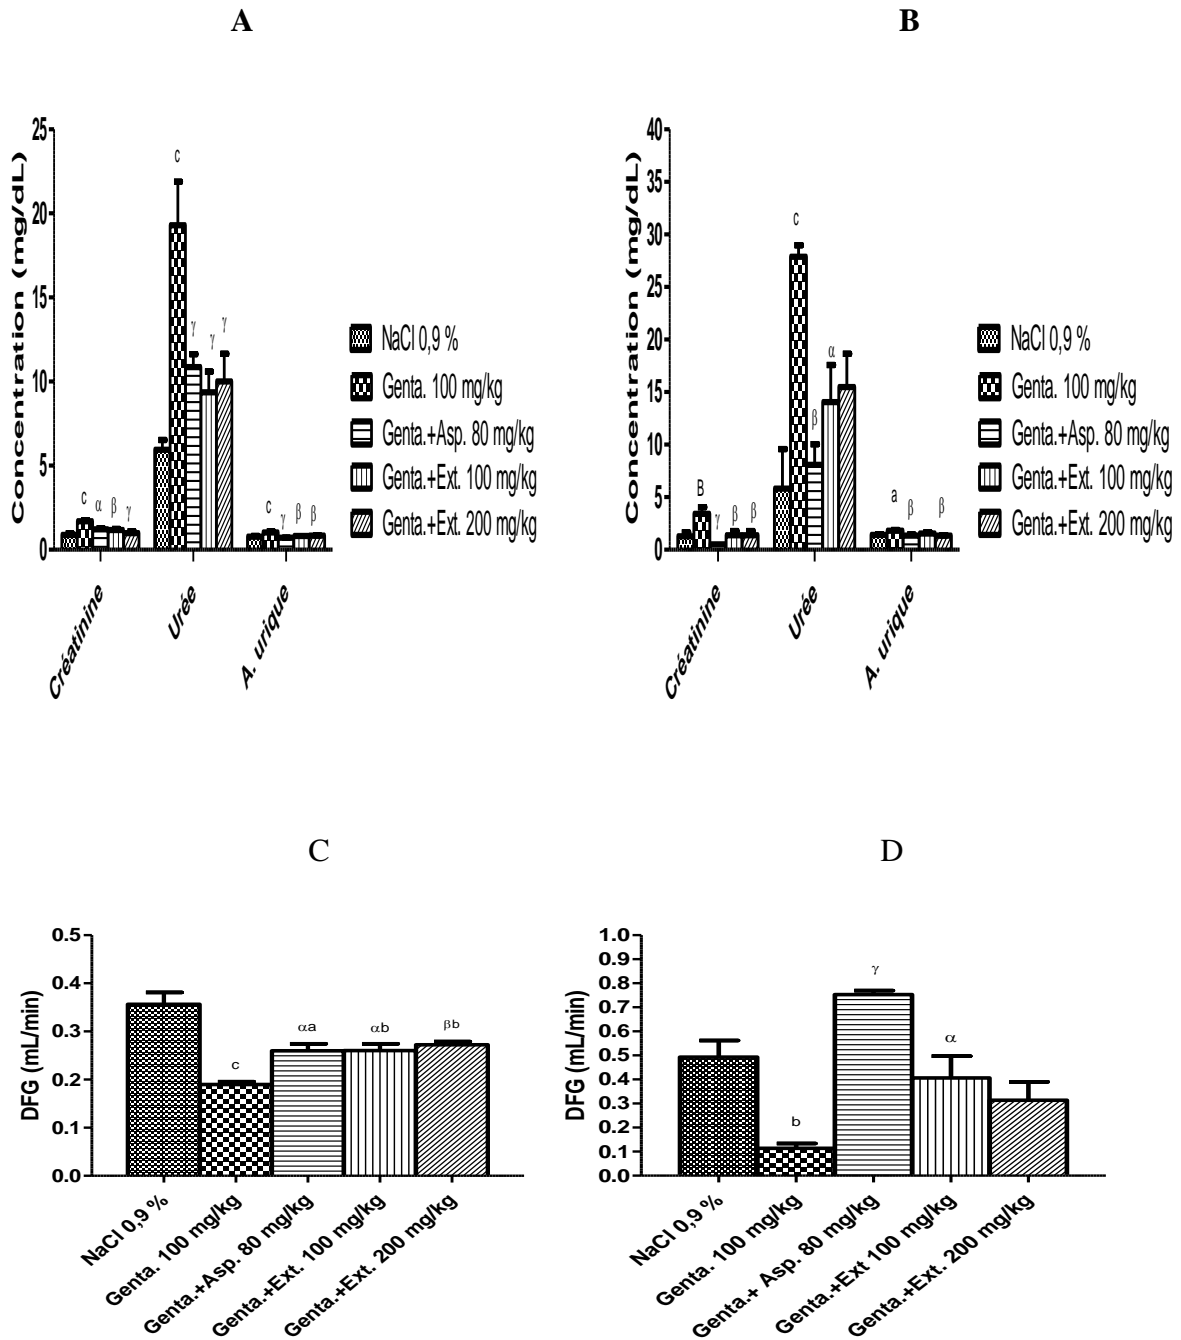 A
B
Concentration (mg/dL)
25
20
15
10
5
0
c
α
β
γ
c
γ
γ
γ
c
γ
β
β
Créatinine
Urée
A. urique
NaCl 0,9 %
Genta. 100 mg/kg
Genta.+Asp. 80 mg/kg
Genta.+Ext. 100 mg/kg
Genta.+Ext. 200 mg/kg
Concentration (mg/dL)
40
35
30
25
20
15
10
5
0
B
γ
β
β
c
β
α
a
β
β
Créatinine
Urée
A. urique
NaCl 0,9 %
Genta. 100 mg/kg
Genta.+Asp. 80 mg/kg
Genta.+Ext. 100 mg/kg
Genta.+Ext. 200 mg/kg
C
D
DFG (mL/min)
0.5
0.4
0.3
0.2
0.1
0.0
c
αa
αb
βb
NaCl 0,9 %
Genta. 100 mg/kg
Genta.+Asp. 80 mg/kg
Genta.+Ext. 100 mg/kg
Genta.+Ext. 200 mg/kg
DFG (mL/min)
1.0
0.9
0.8
0.7
0.6
0.5
0.4
0.3
0.2
0.1
0.0
b
γ
α
NaCl 0,9 %
Genta. 100 mg/kg
Genta.+ Asp. 80 mg/kg
Genta.+Ext 100 mg/kg
Genta.+Ext. 200 mg/kg